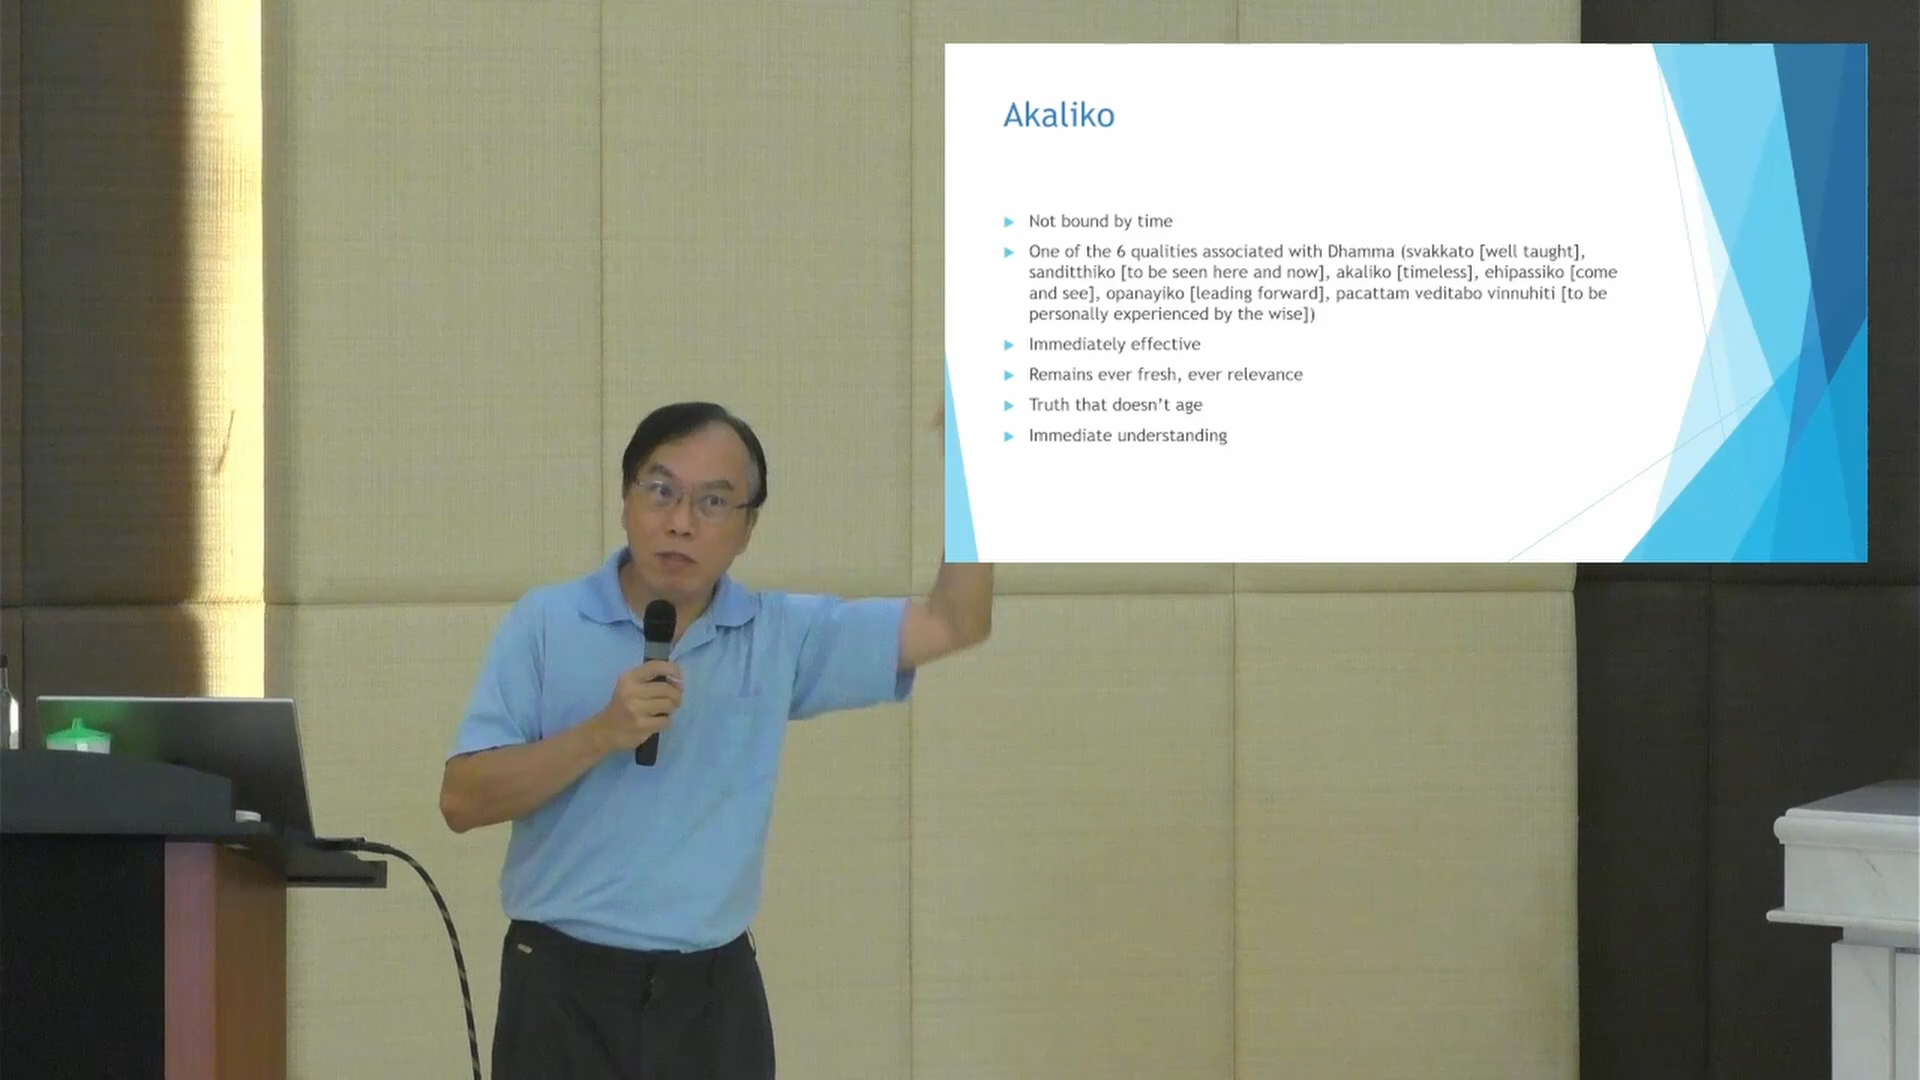 Akaliko
Not bound by time
One of the 6 qualities associated with Dhamma (svakkato [well taught],
sanditthiko [to be seen here and now], akaliko [timeless], ehipassiko [come
and see], opanayiko [leading forward], pacattam veditabo vinnuhiti [to be
personally experienced by the wise])
Immediately effective
Remains ever fresh, ever relevance
Truth that doesn't age
Immediate understanding